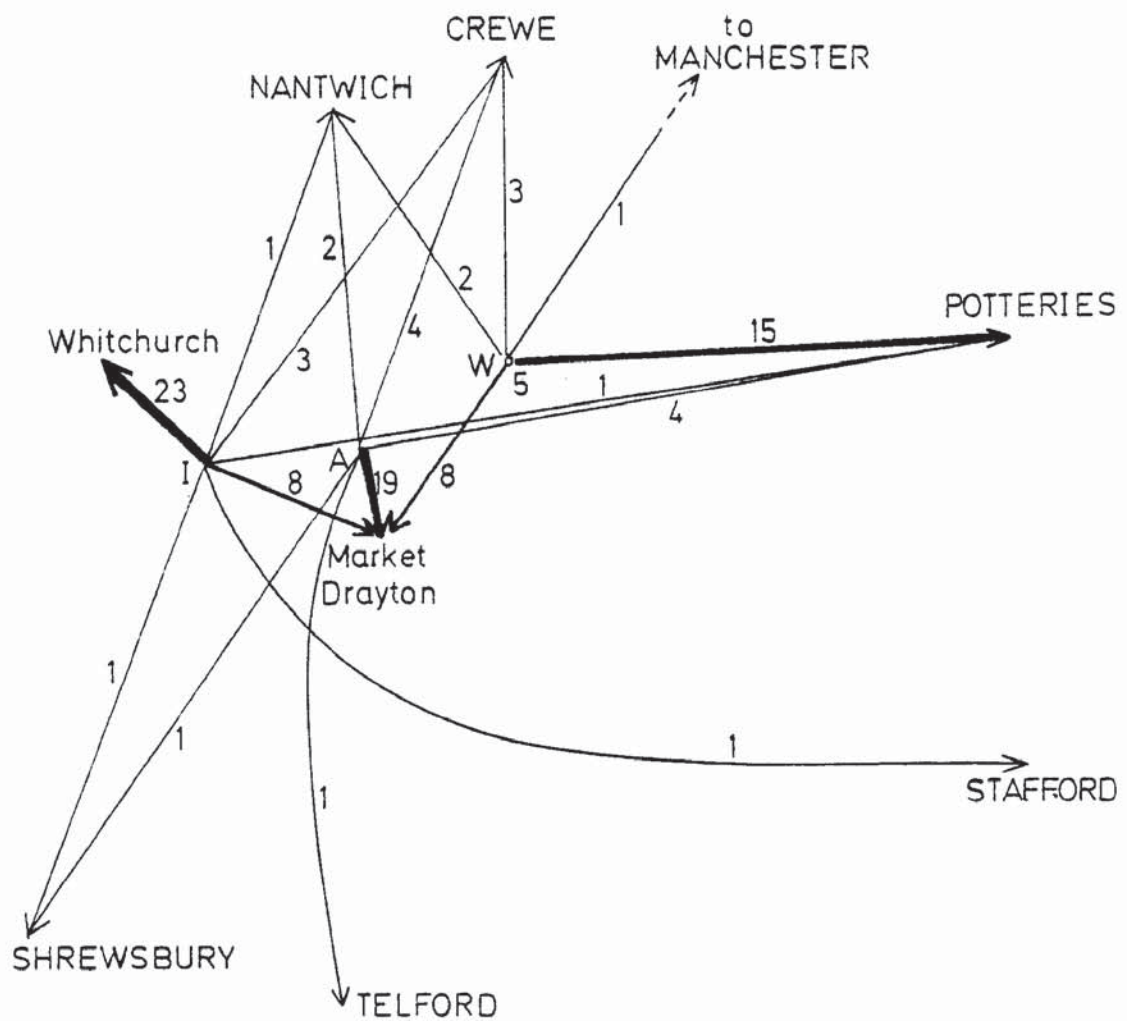 to
CREWE
MANCHESTER
NANTWICH
3
1
1
2
2
4
POTTERIES
Whitchurch
15
3
W
23
5
1
4
A
I
8
19
8
Market
Drayton
1
1
1
STAFFORD
1
SHREWSBURY
TELFORD